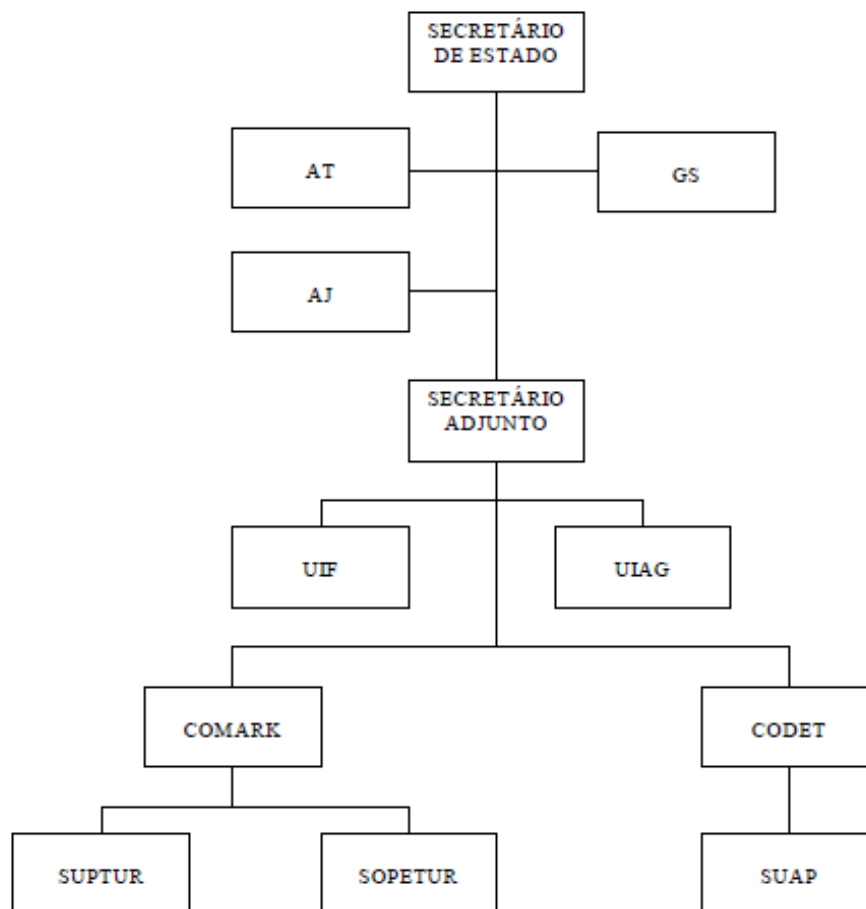 SECRETÁRIO
DE ESTADO
AT
GS
AJ
SECRETÁRIO
ADJUNTO
UIF
UIAG
COMARK
CODET
SUPTUR
SOPETUR
SUAP